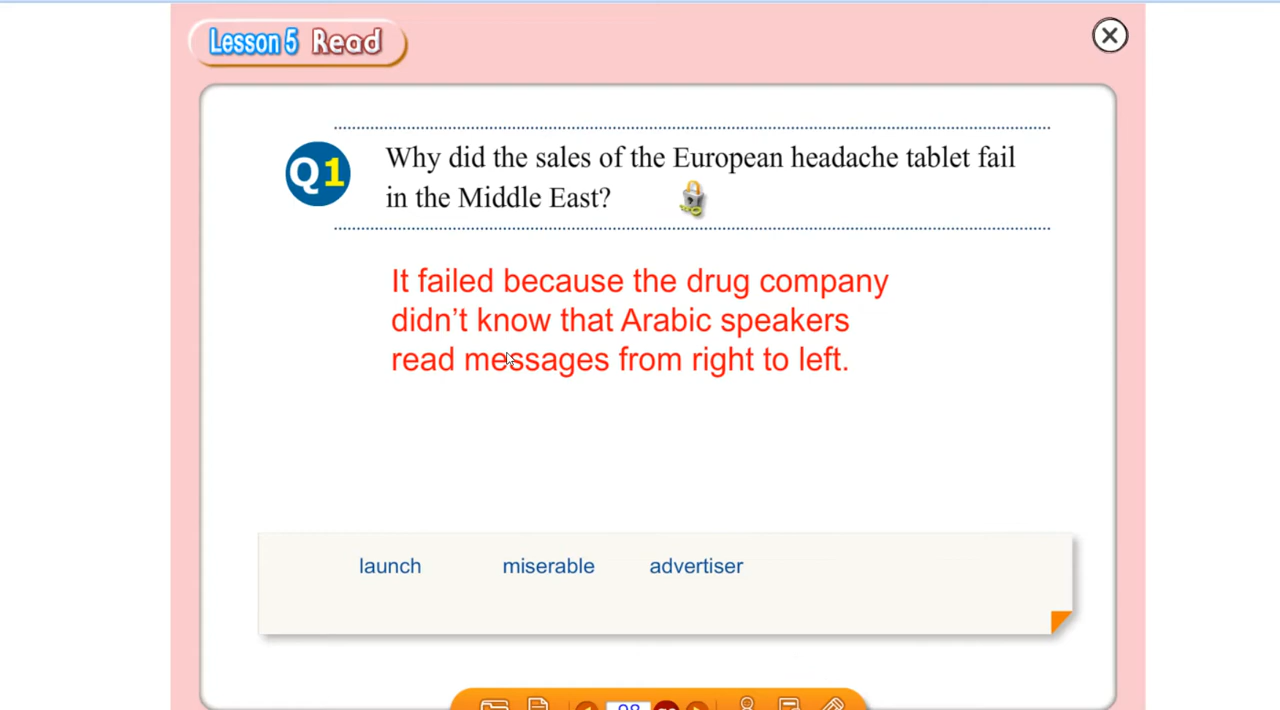 Lesson 5 Read
Q1
Why did the sales of the European headache tablet fail
in the Middle East?
It failed because the drug company
didn't know that Arabic speakers
read messages from right to left.
launch miserable advertiser